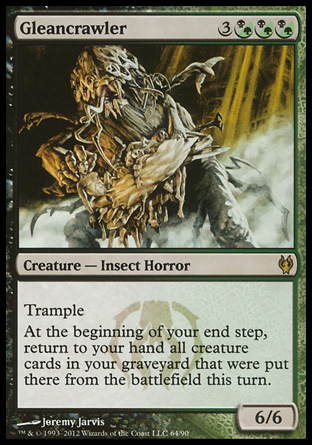 Gleancrawler 3
Creature — Insect Horror
Trample
At the beginning of your end step,
return to your hand all creature
cards in your graveyard that were put
there from the battlefield this turn.
Jeremy Jarvis
™ & © 1993–2012 Wizards of the Coast LLC 64/90
6/6